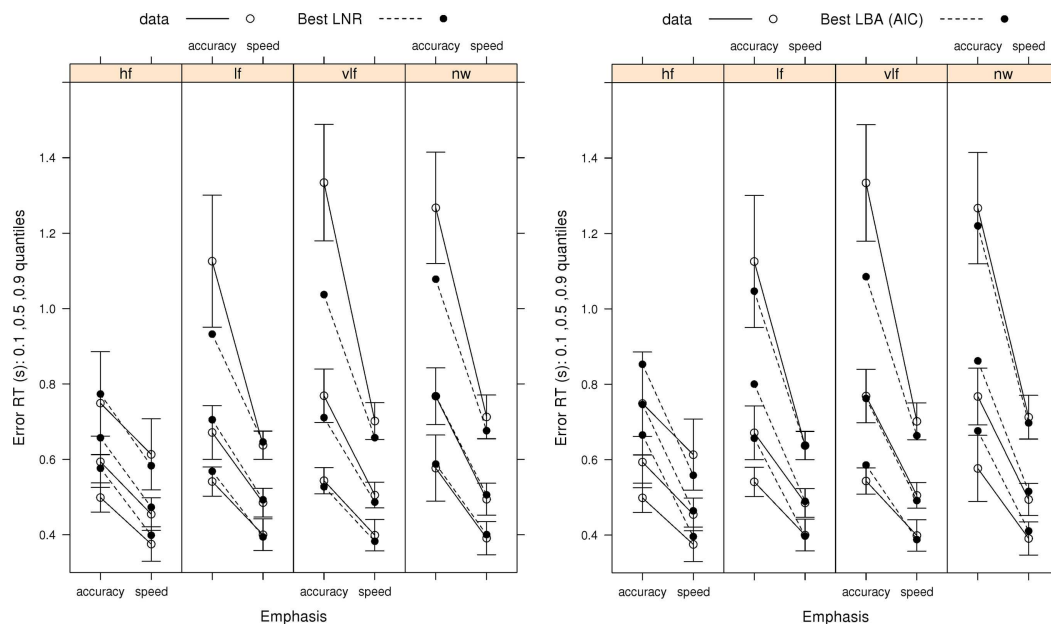 data Best LNR
accuracy speed accuracy speed
hf lf vlf nw
Error RT (s): 0.1 ,0.5 ,0.9 quantiles
1.4
1.2
1.0
0.8
0.6
0.4
accuracy speed accuracy speed
Emphasis
data Best LBA (AIC)
accuracy speed accuracy speed
hf lf vlf nw
Error RT (s): 0.1 ,0.5 ,0.9 quantiles
1.4
1.2
1.0
0.8
0.6
0.4
accuracy speed accuracy speed
Emphasis